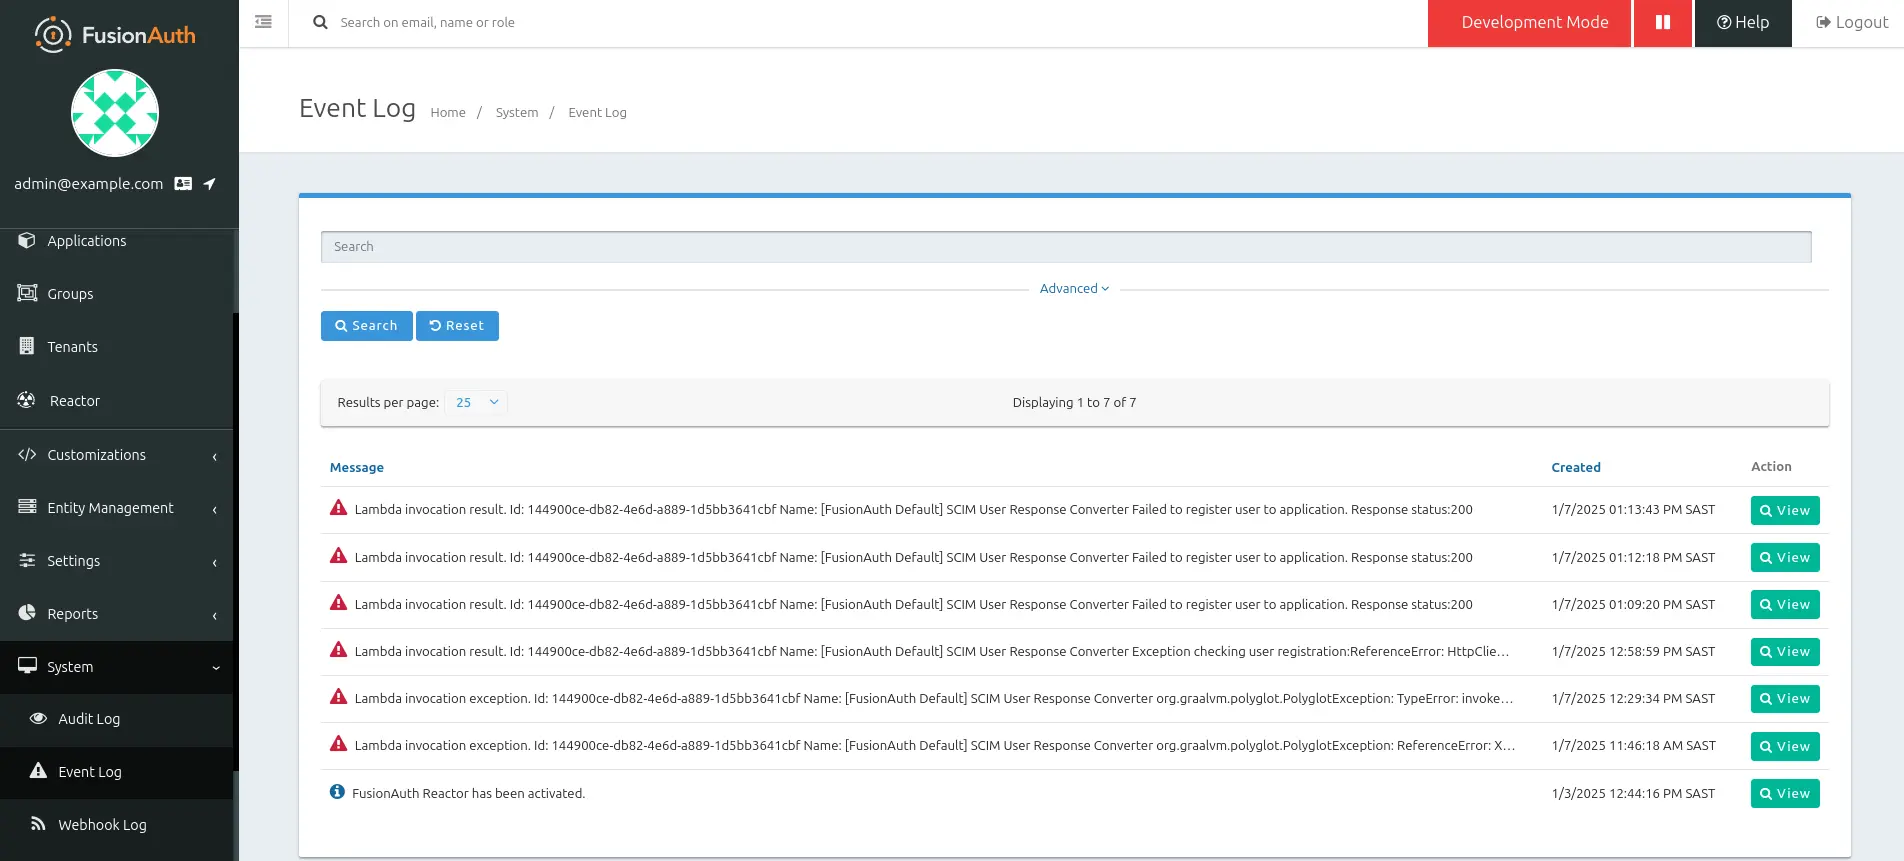 FusionAuth
Search on email, name or role
Development Mode
Help
Logout
Event Log
Home / System / Event Log
admin@example.com
Applications
Groups
Tenants
Reactor
Customizations
Entity Management
Settings
Reports
System
Audit Log
Event Log
Webhook Log
Search
Advanced
Search
Reset
Results per page: 25
Displaying 1 to 7 of 7
Message Created Action
Lambda invocation result. Id: 144900ce-db82-4e6d-a889-1d5bb3641cbf Name: [FusionAuth Default] SCIM User Response Converter Failed to register user to application. Response status:200 1/7/2025 01:13:43 PM SAST View
Lambda invocation result. Id: 144900ce-db82-4e6d-a889-1d5bb3641cbf Name: [FusionAuth Default] SCIM User Response Converter Failed to register user to application. Response status:200 1/7/2025 01:12:18 PM SAST View
Lambda invocation result. Id: 144900ce-db82-4e6d-a889-1d5bb3641cbf Name: [FusionAuth Default] SCIM User Response Converter Failed to register user to application. Response status:200 1/7/2025 01:09:20 PM SAST View
Lambda invocation result. Id: 144900ce-db82-4e6d-a889-1d5bb3641cbf Name: [FusionAuth Default] SCIM User Response Converter Exception checking user registration:ReferenceError: HttpClie... 1/7/2025 12:58:59 PM SAST View
Lambda invocation exception. Id: 144900ce-db82-4e6d-a889-1d5bb3641cbf Name: [FusionAuth Default] SCIM User Response Converter org.graalvm.polyglot.PolyglotException: TypeError: invoke... 1/7/2025 12:29:34 PM SAST View
Lambda invocation exception. Id: 144900ce-db82-4e6d-a889-1d5bb3641cbf Name: [FusionAuth Default] SCIM User Response Converter org.graalvm.polyglot.PolyglotException: ReferenceError: X... 1/7/2025 11:46:18 AM SAST View
FusionAuth Reactor has been activated. 1/3/2025 12:44:16 PM SAST View